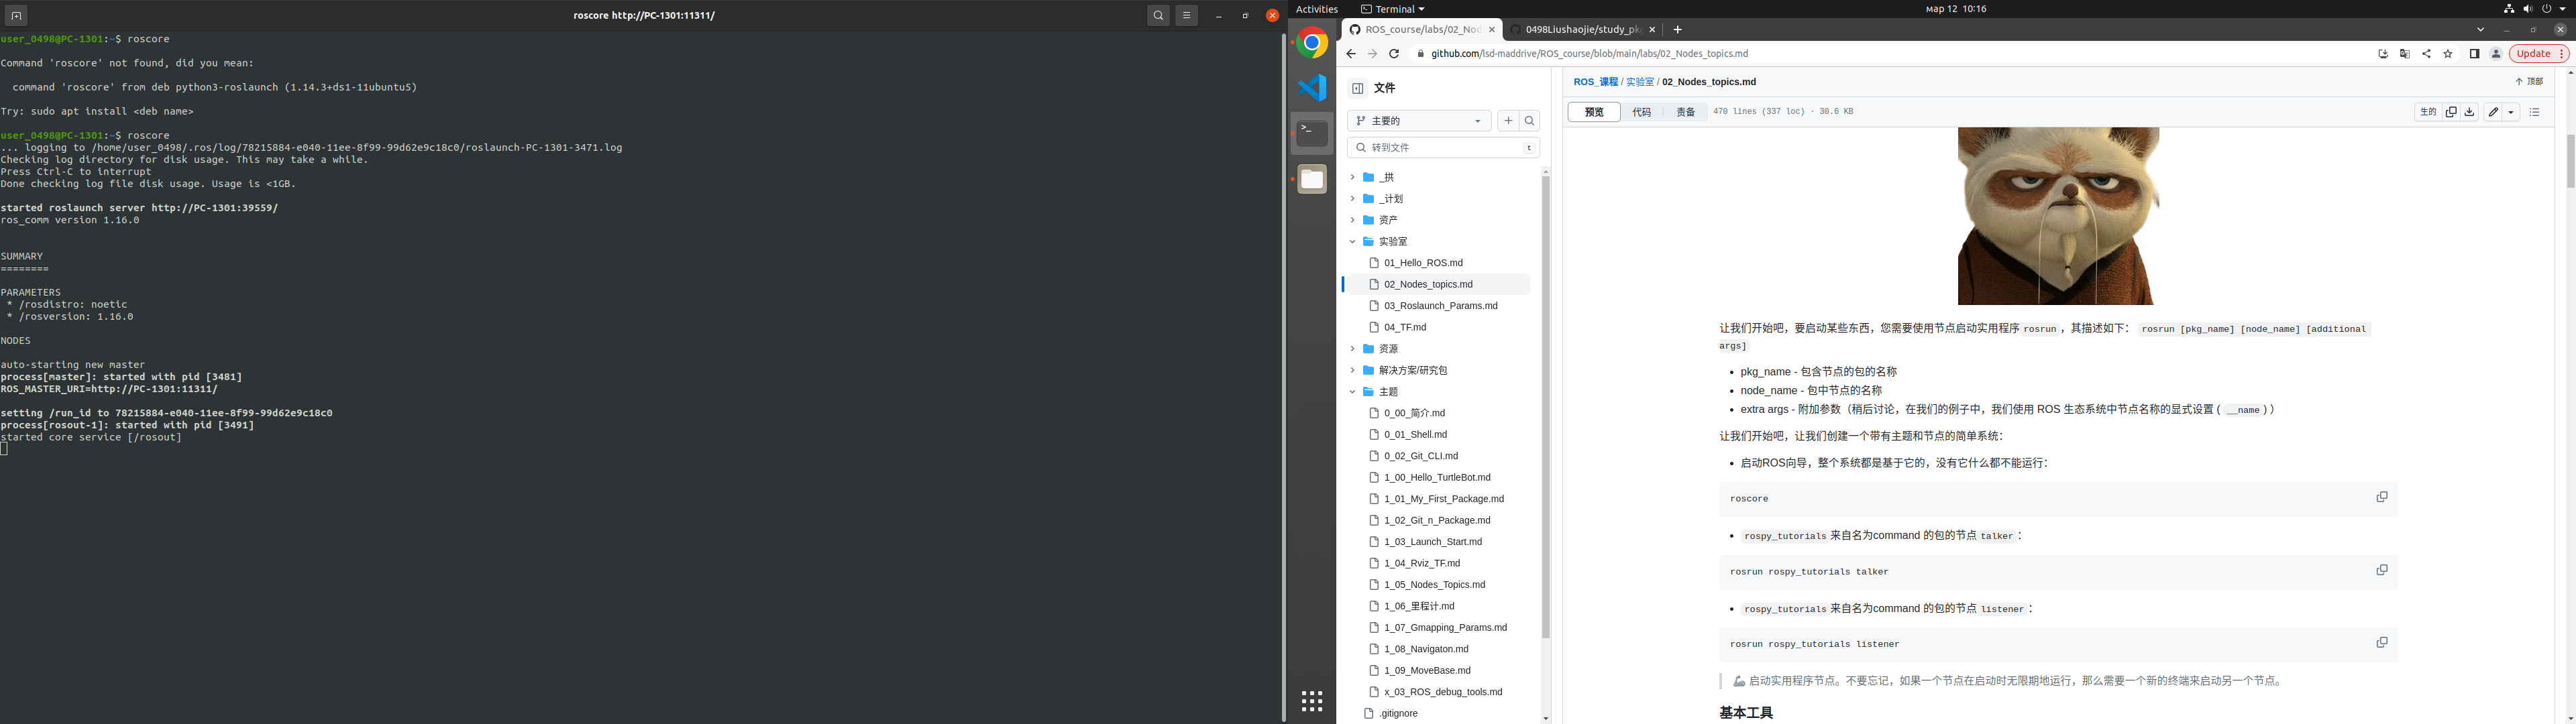 roscore http://PC-1301:11311/
user_0498@PC-1301:~$ roscore
Command 'roscore' not found, did you mean:
command 'roscore' from deb python3-roslaunch (1.14.3+ds1-11ubuntu5)
Try: sudo apt install <deb name>
user_0498@PC-1301:~$ roscore
... logging to /home/user_0498/.ros/log/78215884-e040-11ee-8f99-99d62e9c18c0/roslaunch-PC-1301-3471.log
Checking log directory for disk usage. This may take a while.
Press Ctrl-C to interrupt
Done checking log file disk usage. Usage is <1GB.
started roslaunch server http://PC-1301:39559/
ros_comm version 1.16.0
SUMMARY
========
PARAMETERS
* /rosdistro: noetic
* /rosversion: 1.16.0
NODES
auto-starting new master
process[master]: started with pid [3481]
ROS_MASTER_URI=http://PC-1301:11311/
setting /run_id to 78215884-e040-11ee-8f99-99d62e9c18c0
process[rosout-1]: started with pid [3491]
started core service [/rosout]
Activities Terminal мар 12 10:16
ROS_course/labs/02_Nod 0498Liushaojie/study_pkg
github.com/lsd-maddrive/ROS_course/blob/main/labs/02_Nodes_topics.md Update
文件
主要的
转到文件 t
_拱
_计划
资产
实验室
01_Hello_ROS.md
02_Nodes_topics.md
03_Roslaunch_Params.md
04_TF.md
资源
解决方案/研究包
主题
0_00_简介.md
0_01_Shell.md
0_02_Git_CLI.md
1_00_Hello_TurtleBot.md
1_01_My_First_Package.md
1_02_Git_n_Package.md
1_03_Launch_Start.md
1_04_Rviz_TF.md
1_05_Nodes_Topics.md
1_06_里程计.md
1_07_Gmapping_Params.md
1_08_Navigaton.md
1_09_MoveBase.md
x_03_ROS_debug_tools.md
.gitignore
ROS_课程 / 实验室 / 02_Nodes_topics.md 顶部
预览 代码 责备 470 lines (337 loc) · 30.6 KB 生的
让我们开始吧，要启动某些东西，您需要使用节点启动实用程序 rosrun，其描述如下： rosrun [pkg_name] [node_name] [additional
args]
• pkg_name - 包含节点的包的名称
• node_name - 包中节点的名称
• extra args - 附加参数（稍后讨论，在我们的例子中，我们使用 ROS 生态系统中节点名称的显式设置 ( __name) ）
让我们开始吧，让我们创建一个带有主题和节点的简单系统：
• 启动ROS向导，整个系统都是基于它的，没有它什么都不能运行：
roscore
• rospy_tutorials 来自名为command 的包的节点 talker：
rosrun rospy_tutorials talker
• rospy_tutorials 来自名为command 的包的节点 listener：
rosrun rospy_tutorials listener
🦾 启动实用程序节点。不要忘记，如果一个节点在启动时无限期地运行，那么需要一个新的终端来启动另一个节点。
基本工具